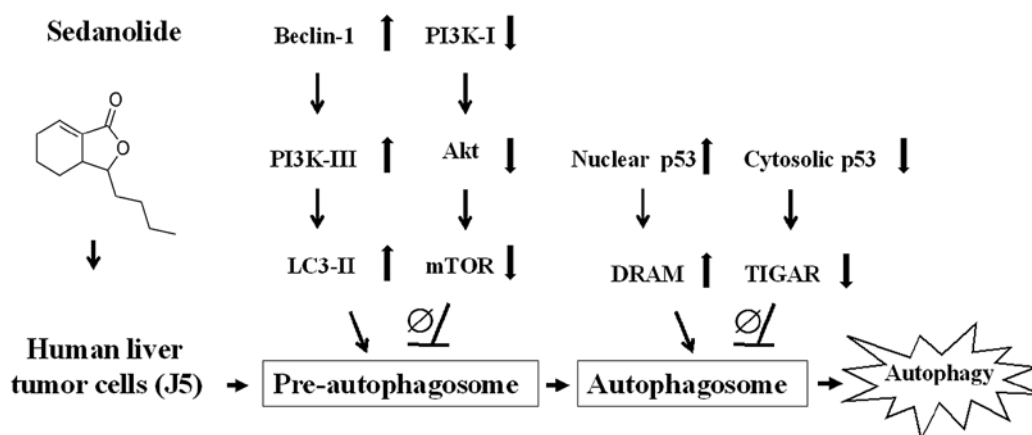 Sedanolide
Beclin-1 PI3K-I
O
O
PI3K-III Akt Nuclear p53 Cytosolic p53
LC3-II mTOR DRAM TIGAR
Ø Ø
Human liver
tumor cells (J5) Pre-autophagosome Autophagosome Autophagy